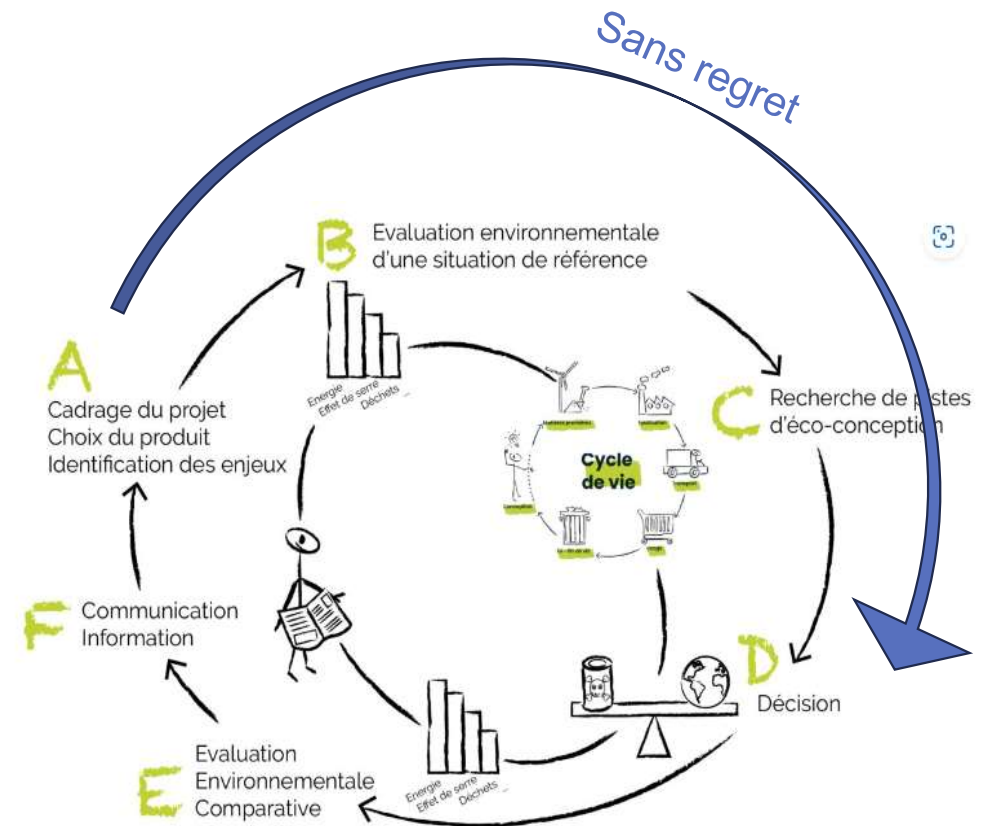 Sans regret
B
Evaluation environnementale
d'une situation de référence
Energie
Effet de serre
Déchets _
A
Cadrage du projet
Choix du produit
Identification des enjeux
C
Recherche de pistes
d'éco-conception
Cycle
de vie
F
Communication
Information
D
Décision
E
Evaluation
Environnementale
Comparative
Energie
Effet de serre
Déchets _